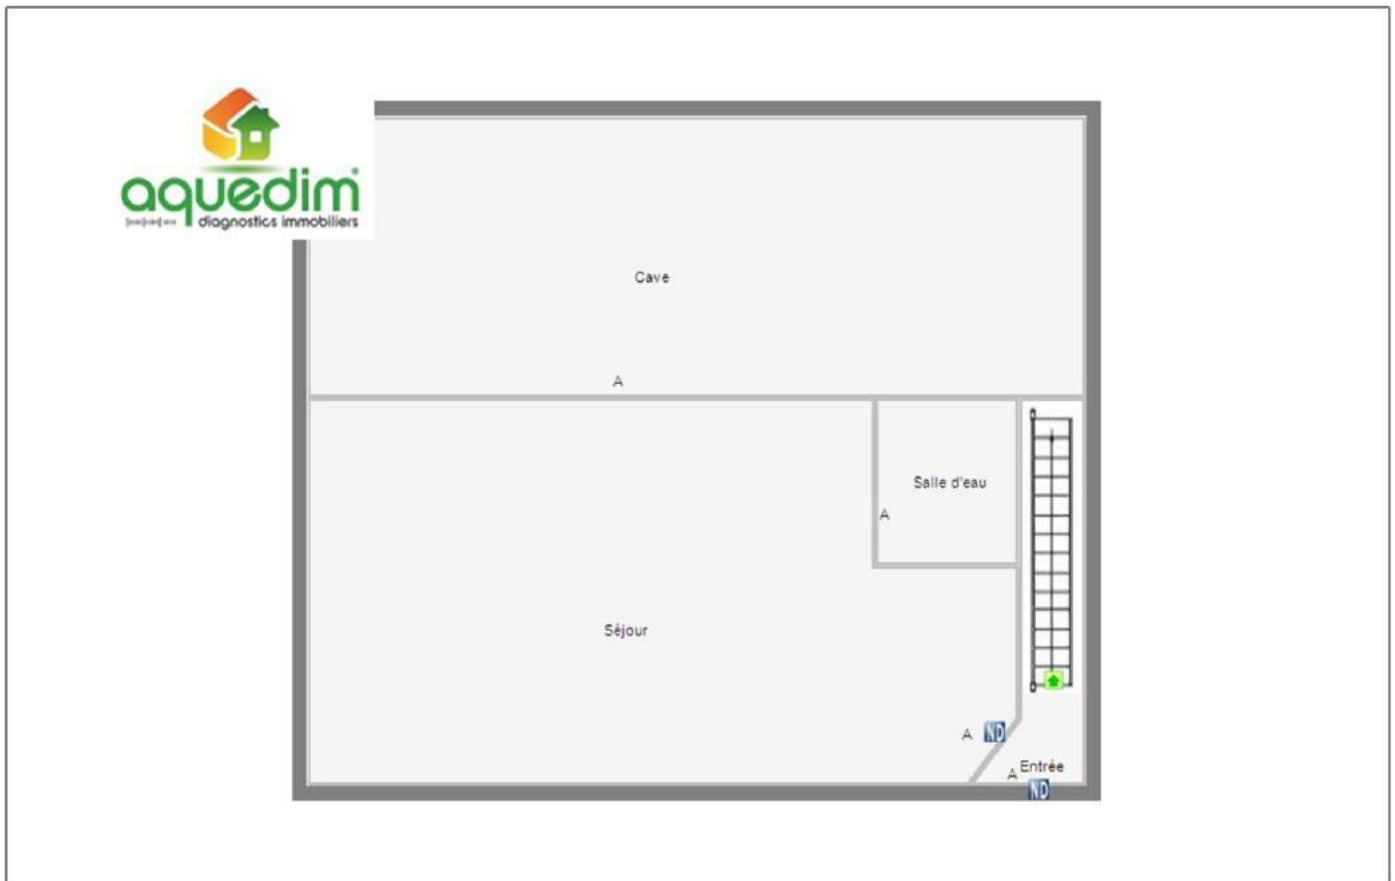 aquedim
diagnostics immobiliers
Cave
A
Salle d'eau
A
Séjour
A
ND
A
Entrée
ND